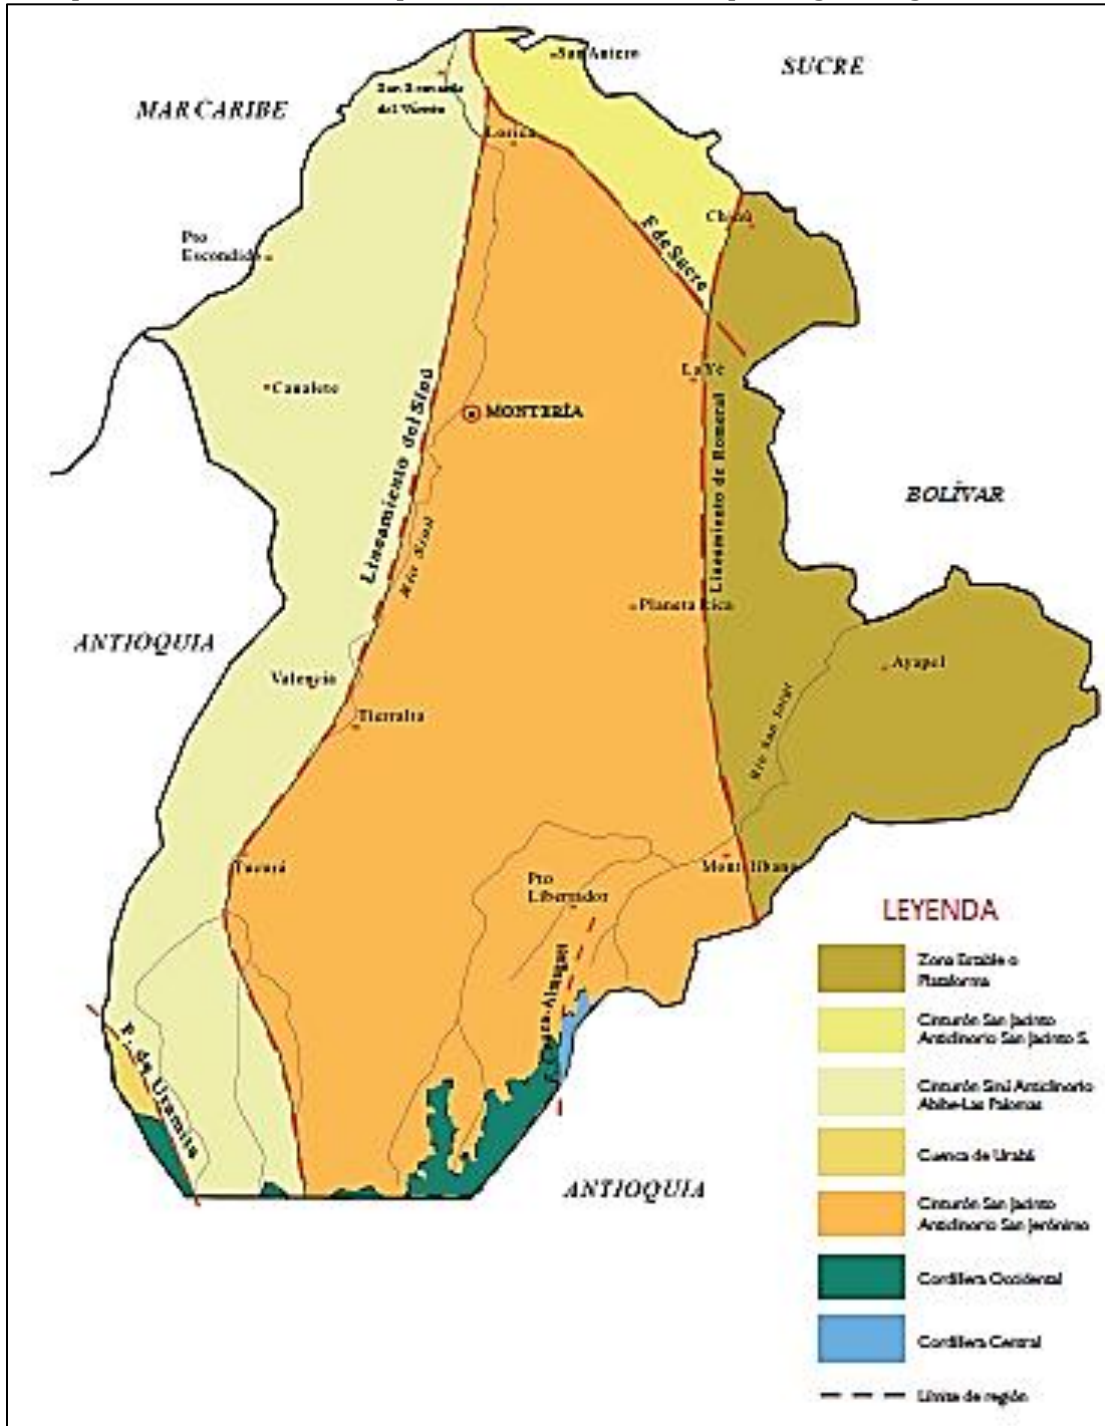 San Antero
SUCRE
MAR CARIBE
San Bernardo
del Viento
Lorica
Chinú
Pto
Escondido
F. de Sucre
La Ye
Canalete
MONTERÍA
Lineamiento del Sinú
Río Sinú
Lineamiento de Romeral
BOLÍVAR
Planeta Rica
ANTIOQUIA
Ayapel
Valencia
Tierralta
Río San Jorge
Tucurá
Montelíbano
Pto
Libertador
F. de Uramita
ANTIOQUIA
LEYENDA
Zona Estable o
Plataforma
Cinturón San Jacinto
Anticlinorio San Jacinto S.
Cinturón Sinú Anticlinorio
Abibe-Las Palomas
Cuenca de Urabá
Cinturón San Jacinto
Anticlinorio San Jerónimo
Cordillera Occidental
Cordillera Central
Límite de región